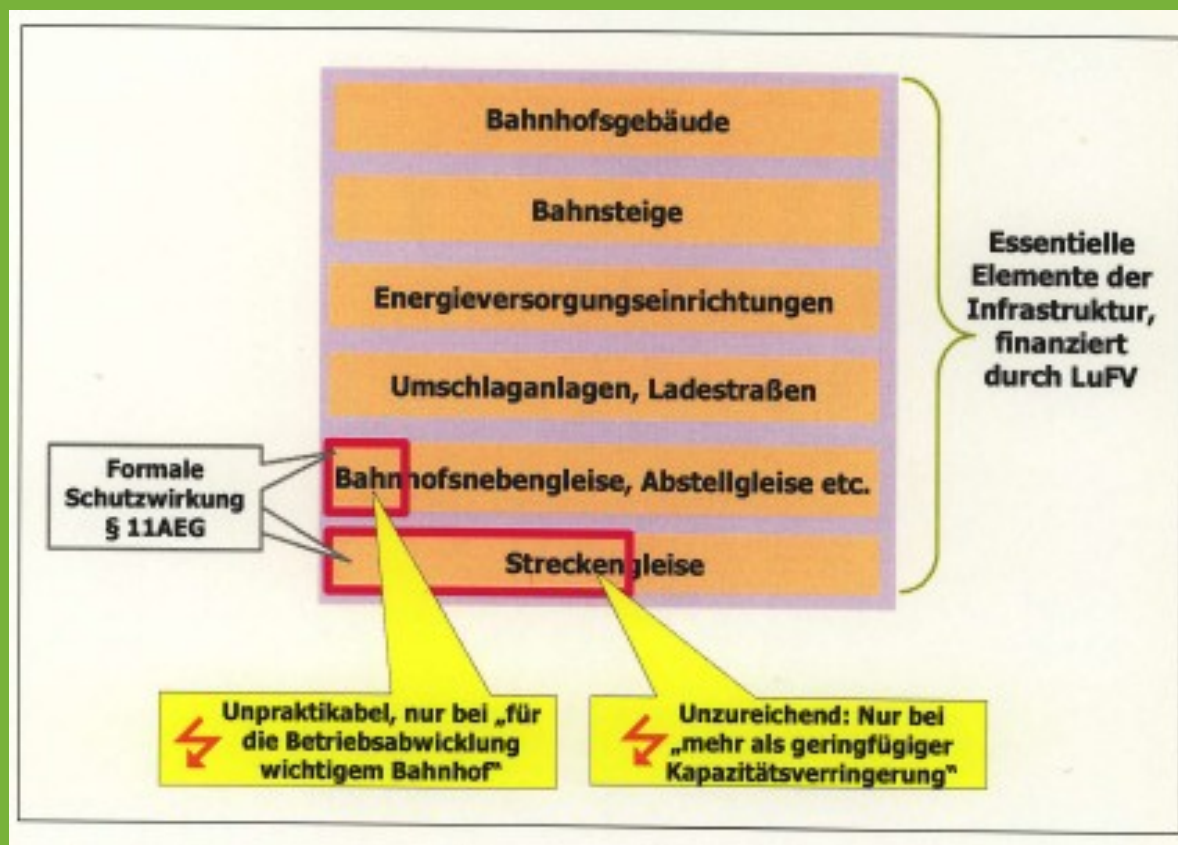 Bahnhofsgebäude
Bahnsteige
Energieversorgungseinrichtungen
Umschlaganlagen, Ladestraßen
Bahnhofsnebengleise, Abstellgleise etc.
Streckengleise
Essentielle
Elemente der
Infrastruktur,
finanziert
durch LuFV
Formale
Schutzwirkung
§ 11AEG
Unpraktikabel, nur bei „für
die Betriebsabwicklung
wichtigem Bahnhof“
Unzureichend: Nur bei
„mehr als geringfügiger
Kapazitätsverringerung“